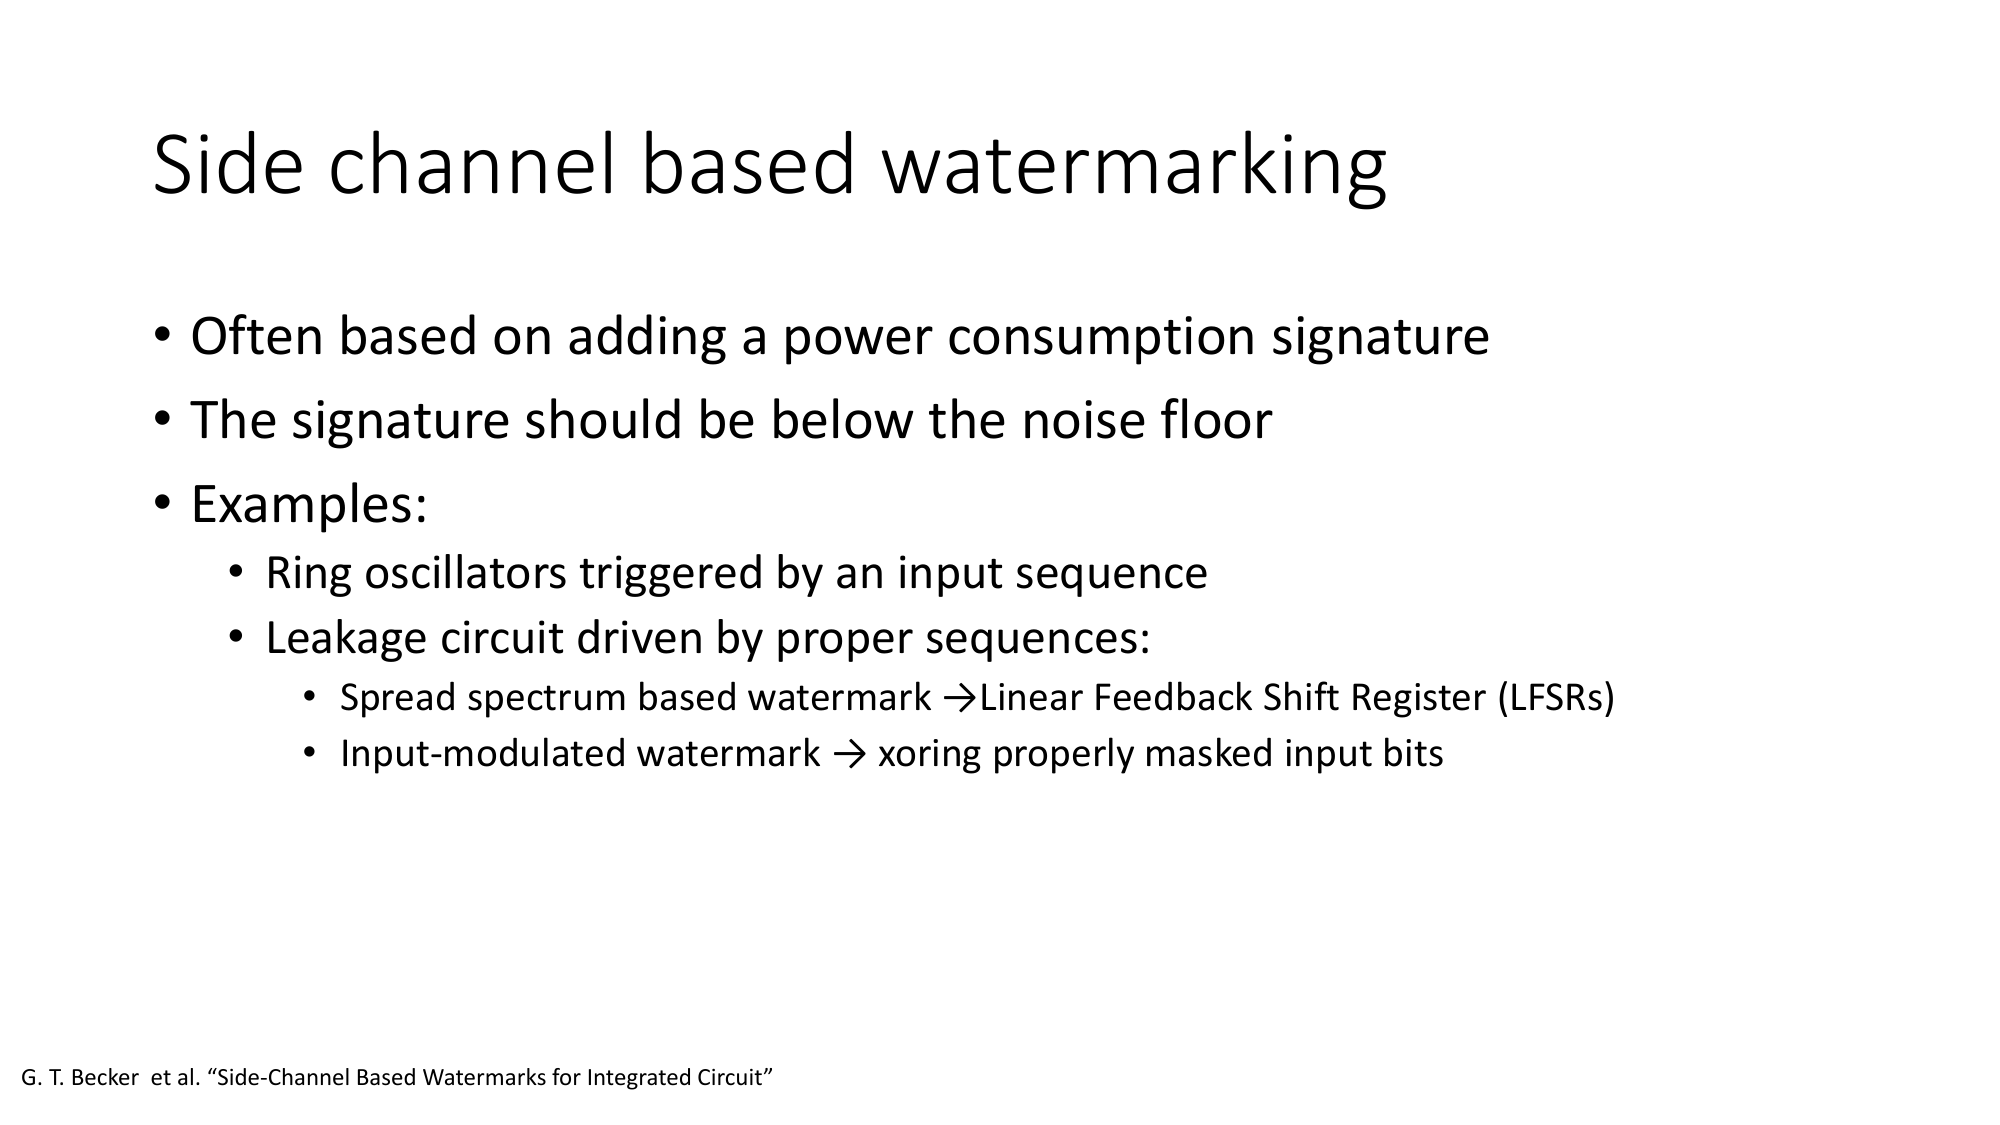 Side channel based watermarking
• Often based on adding a power consumption signature
• The signature should be below the noise floor
• Examples:
• Ring oscillators triggered by an input sequence
• Leakage circuit driven by proper sequences:
• Spread spectrum based watermark →Linear Feedback Shift Register (LFSRs)
• Input-modulated watermark → xoring properly masked input bits
G. T. Becker et al. “Side-Channel Based Watermarks for Integrated Circuit”